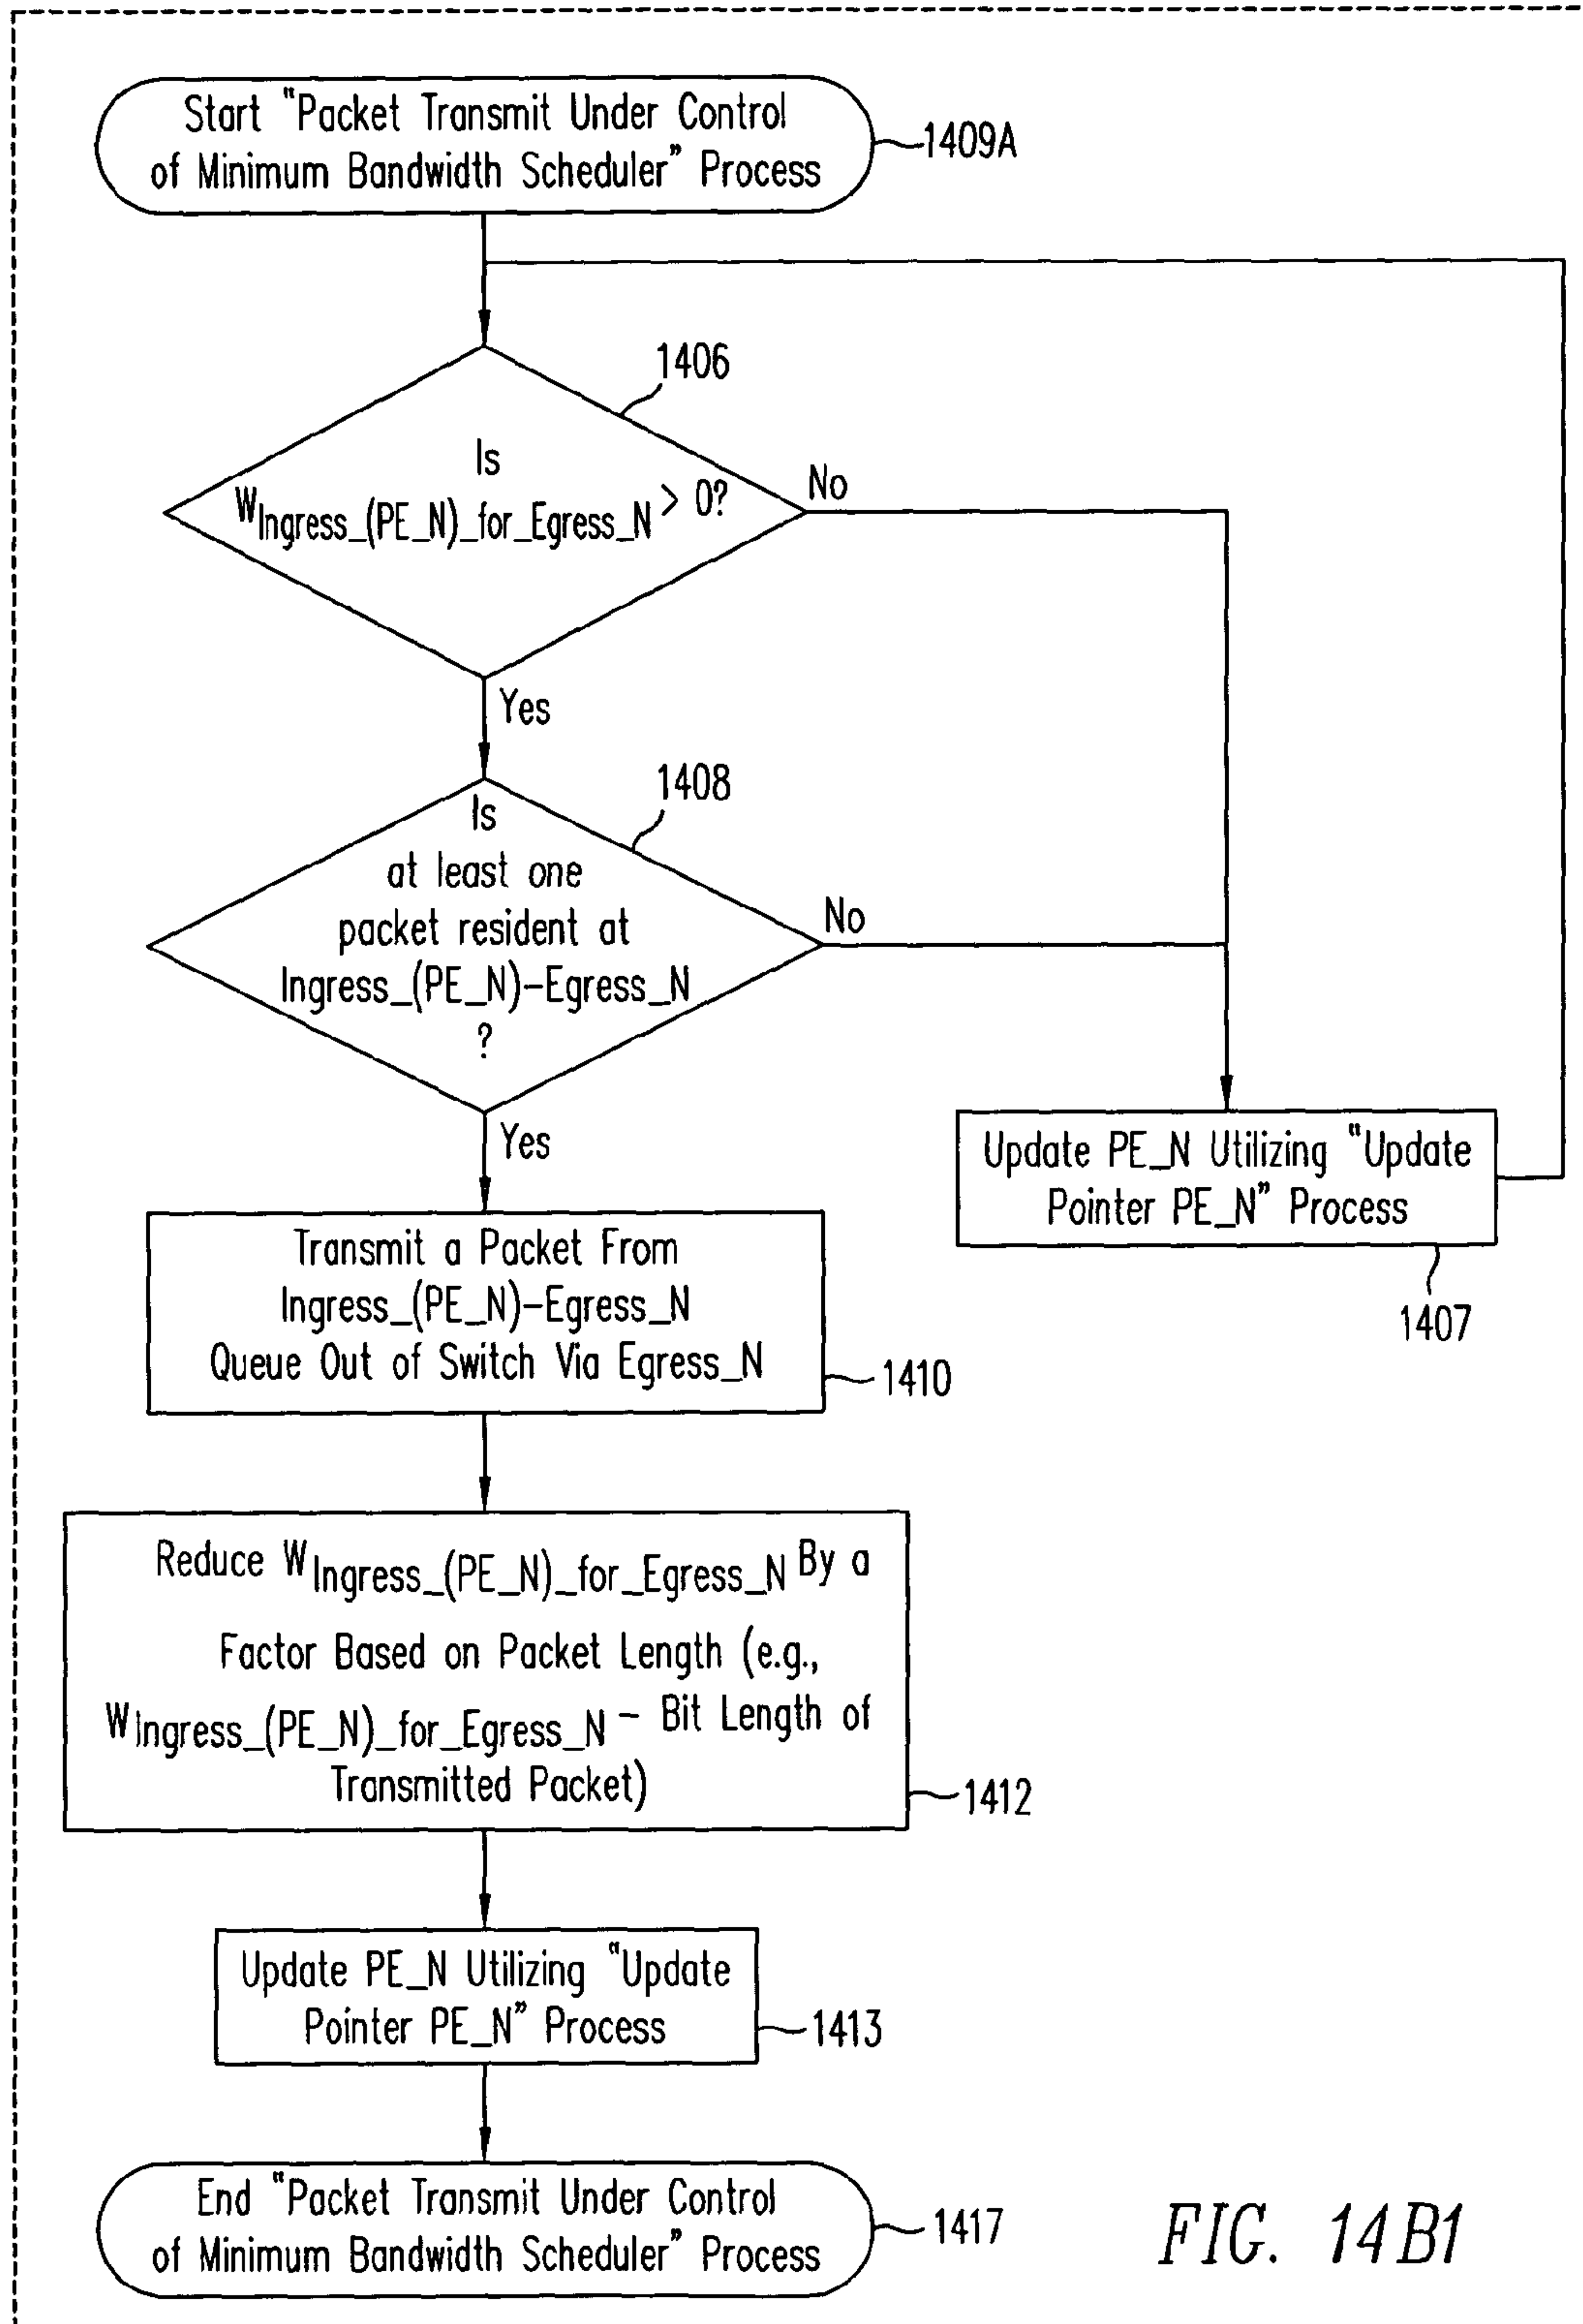 Start "Packet Transmit Under Control
of Minimum Bandwidth Scheduler" Process
1409A
1406
Is
WIngress_(PE_N)_for_Egress_N > 0?
No
Yes
1408
Is
at least one
packet resident at
Ingress_(PE_N)-Egress_N
?
No
Yes
Update PE_N Utilizing "Update
Pointer PE_N" Process
1407
Transmit a Packet From
Ingress_(PE_N)-Egress_N
Queue Out of Switch Via Egress_N
1410
Reduce WIngress_(PE_N)_for_Egress_N By a
Factor Based on Packet Length (e.g.,
WIngress_(PE_N)_for_Egress_N - Bit Length of
Transmitted Packet)
1412
Update PE_N Utilizing "Update
Pointer PE_N" Process
1413
End "Packet Transmit Under Control
of Minimum Bandwidth Scheduler" Process
1417
FIG. 14B1